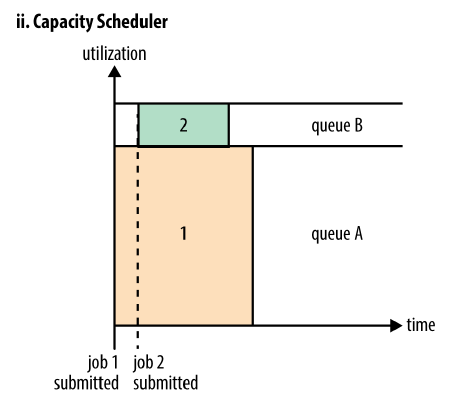 ii. Capacity Scheduler
utilization
2
queue B
1
queue A
time
job 1
submitted
job 2
submitted